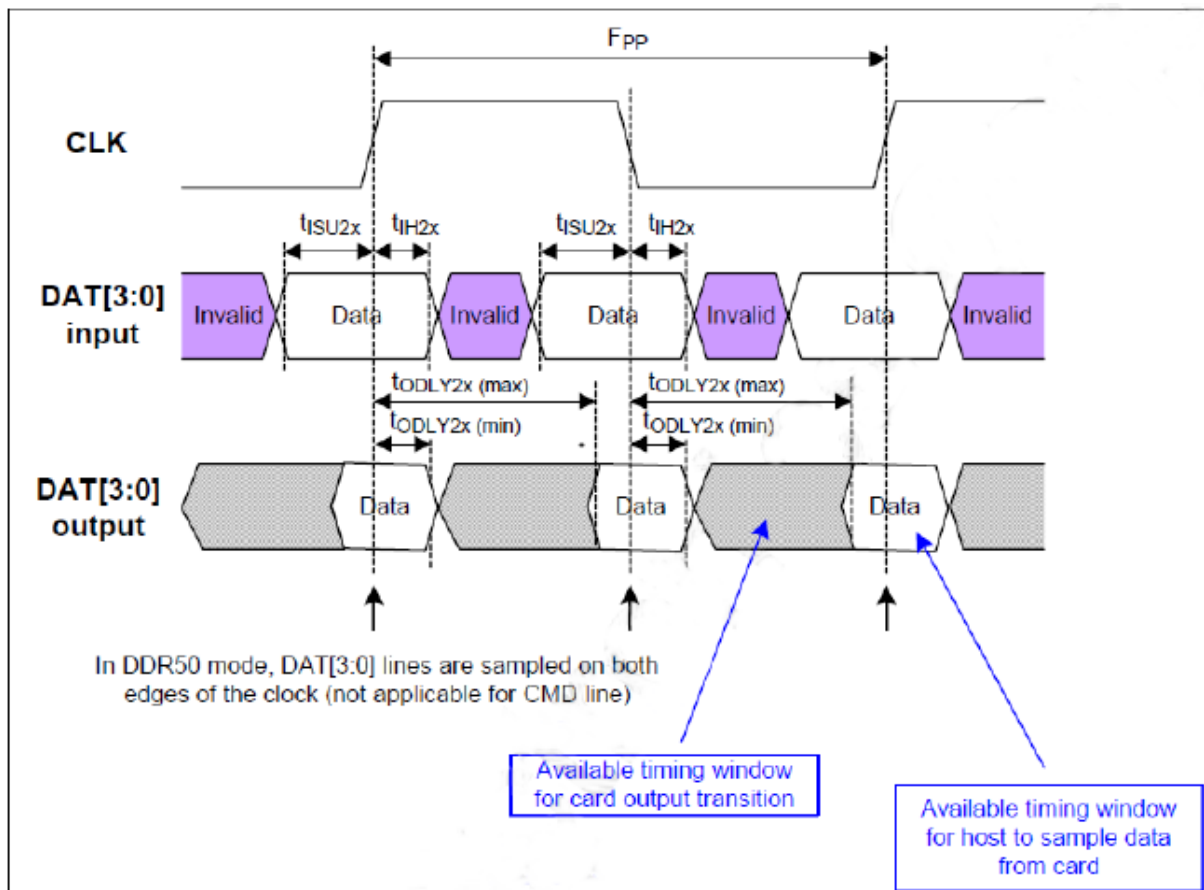 FPP
CLK
tISU2x tIH2x tISU2x tIH2x
DAT[3:0]
input
Invalid Data Invalid Data Invalid Data Invalid
tODLY2x (max) tODLY2x (max)
tODLY2x (min) tODLY2x (min)
DAT[3:0]
output
Data Data Data
In DDR50 mode, DAT[3:0] lines are sampled on both
edges of the clock (not applicable for CMD line)
Available timing window
for card output transition
Available timing window
for host to sample data
from card